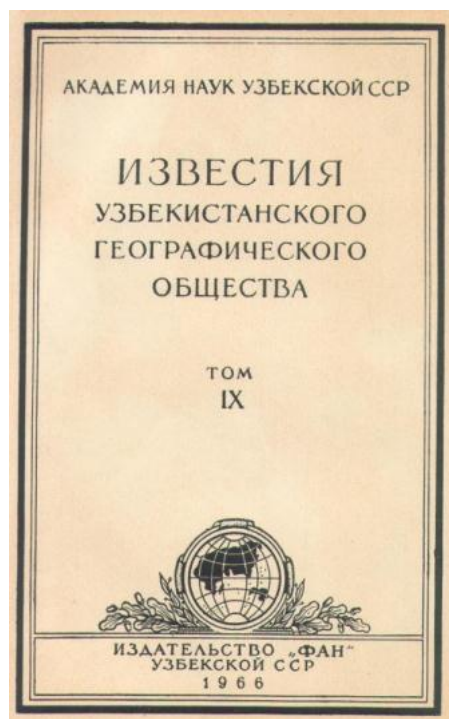 АКАДЕМИЯ НАУК УЗБЕКСКОЙ ССР
ИЗВЕСТИЯ
УЗБЕКИСТАНСКОГО
ГЕОГРАФИЧЕСКОГО
ОБЩЕСТВА
ТОМ
IX
ИЗДАТЕЛЬСТВО „ФАН“
УЗБЕКСКОЙ ССР
1966